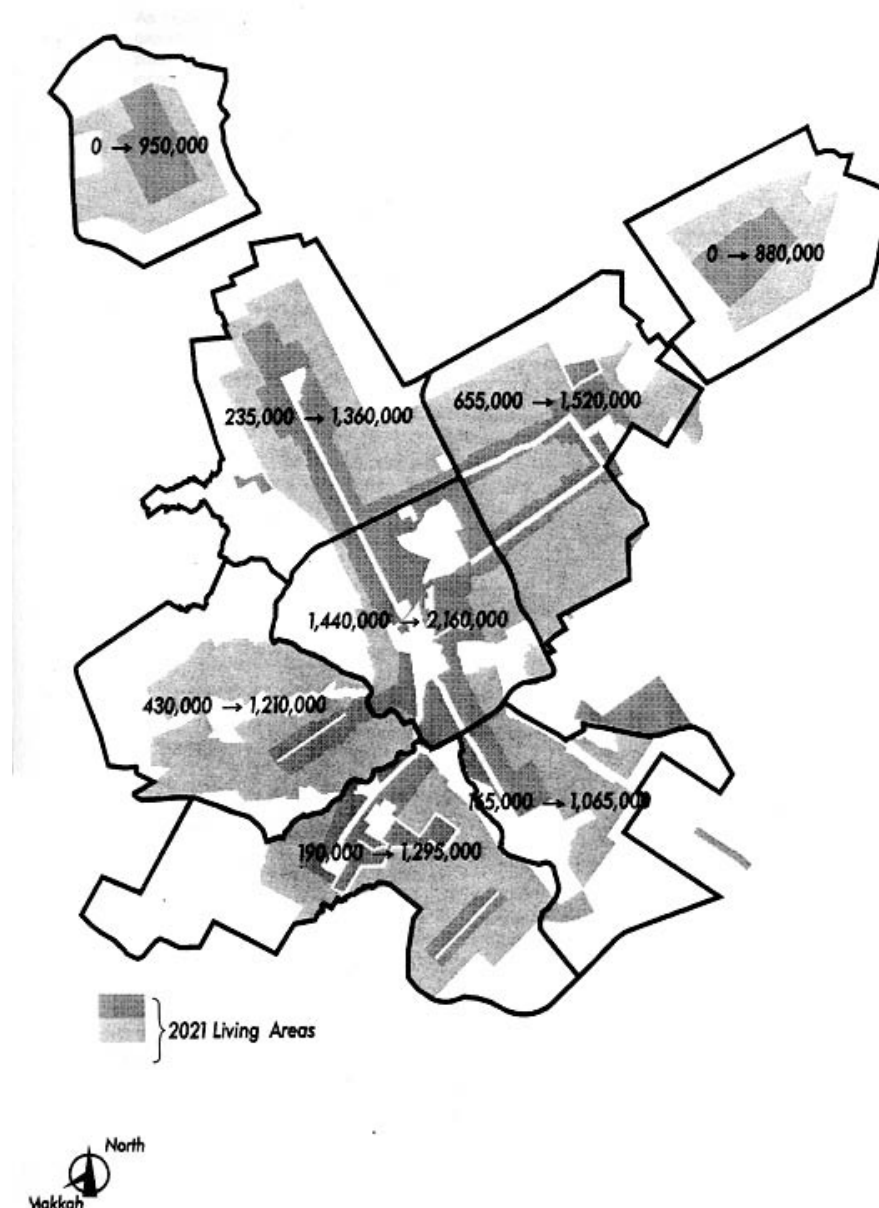 0 → 950,000
0 → 880,000
235,000 → 1,360,000
655,000 → 1,520,000
1,440,000 → 2,160,000
430,000 → 1,210,000
165,000 → 1,065,000
190,000 → 1,295,000
2021 Living Areas
North
Makkah